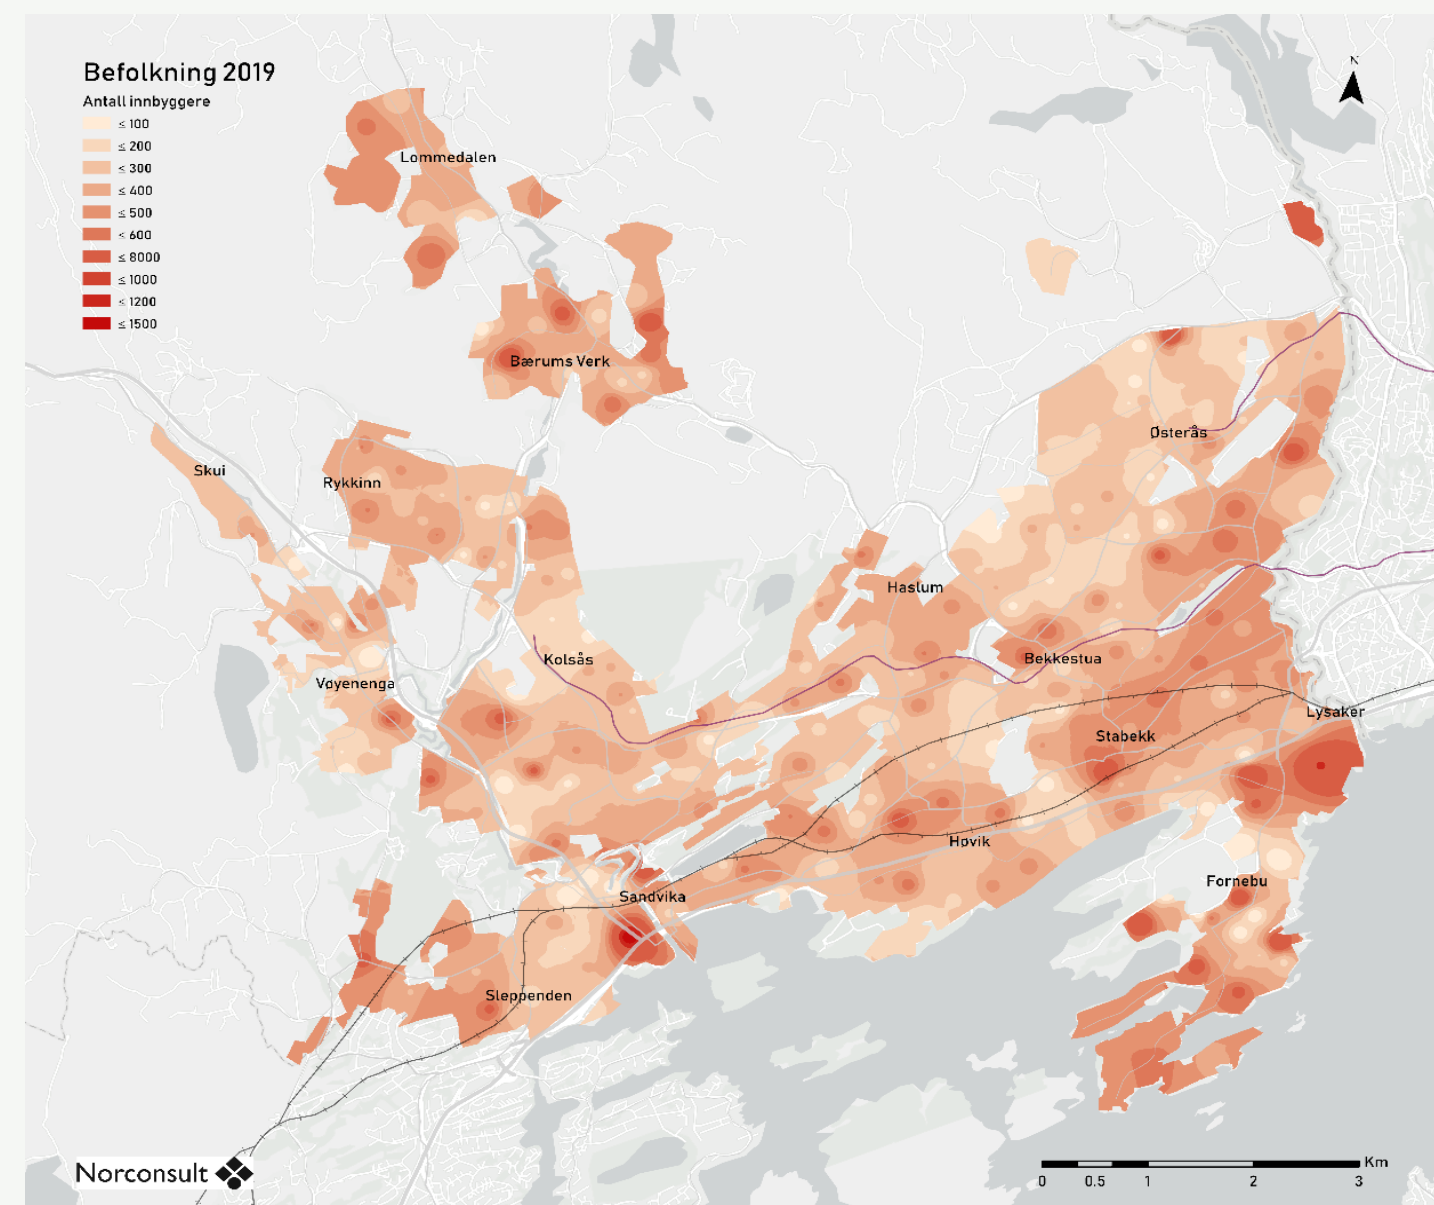 Befolkning 2019
Antall innbyggere
≤ 100
≤ 200
≤ 300
≤ 400
≤ 500
≤ 600
≤ 8000
≤ 1000
≤ 1200
≤ 1500
N
Lommedalen
Bærums Verk
Østerås
Skui
Rykkinn
Haslum
Kolsås
Bekkestua
Vøyenenga
Lysaker
Stabekk
Høvik
Fornebu
Sandvika
Slependen
Norconsult
Km
0 0.5 1 2 3